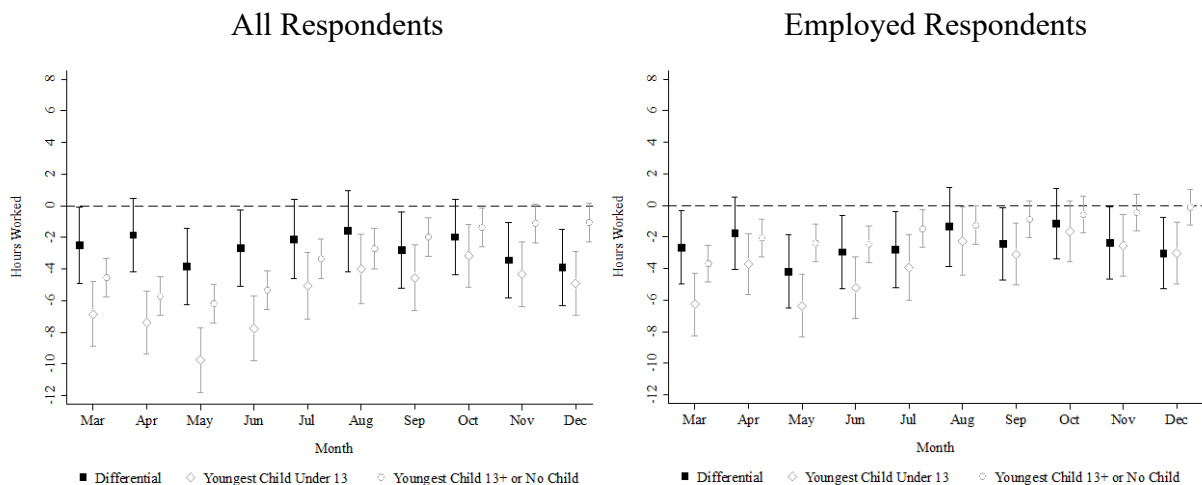 All Respondents
8
6
4
2
0
-2
-4
-6
-8
-10
-12
Hours Worked
Mar Apr May Jun Jul Aug Sep Oct Nov Dec
Month
Differential Youngest Child Under 13 Youngest Child 13+ or No Child
Employed Respondents
8
6
4
2
0
-2
-4
-6
-8
-10
-12
Hours Worked
Mar Apr May Jun Jul Aug Sep Oct Nov Dec
Month
Differential Youngest Child Under 13 Youngest Child 13+ or No Child